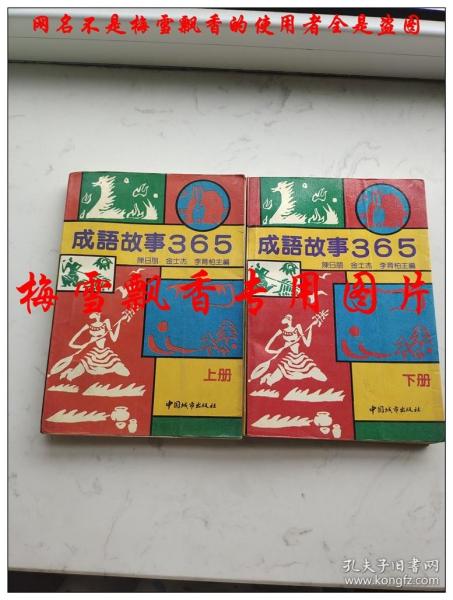 网名不是梅雪飘香的使用者全是盗图
成語故事365
陳日朋 金士杰 李育柏主編
上册
中国城市出版社
成語故事365
陳日朋 金士杰 李育柏主編
下册
中国城市出版社
梅雪飘香专用图片
孔夫子旧书网
www.kongfz.com